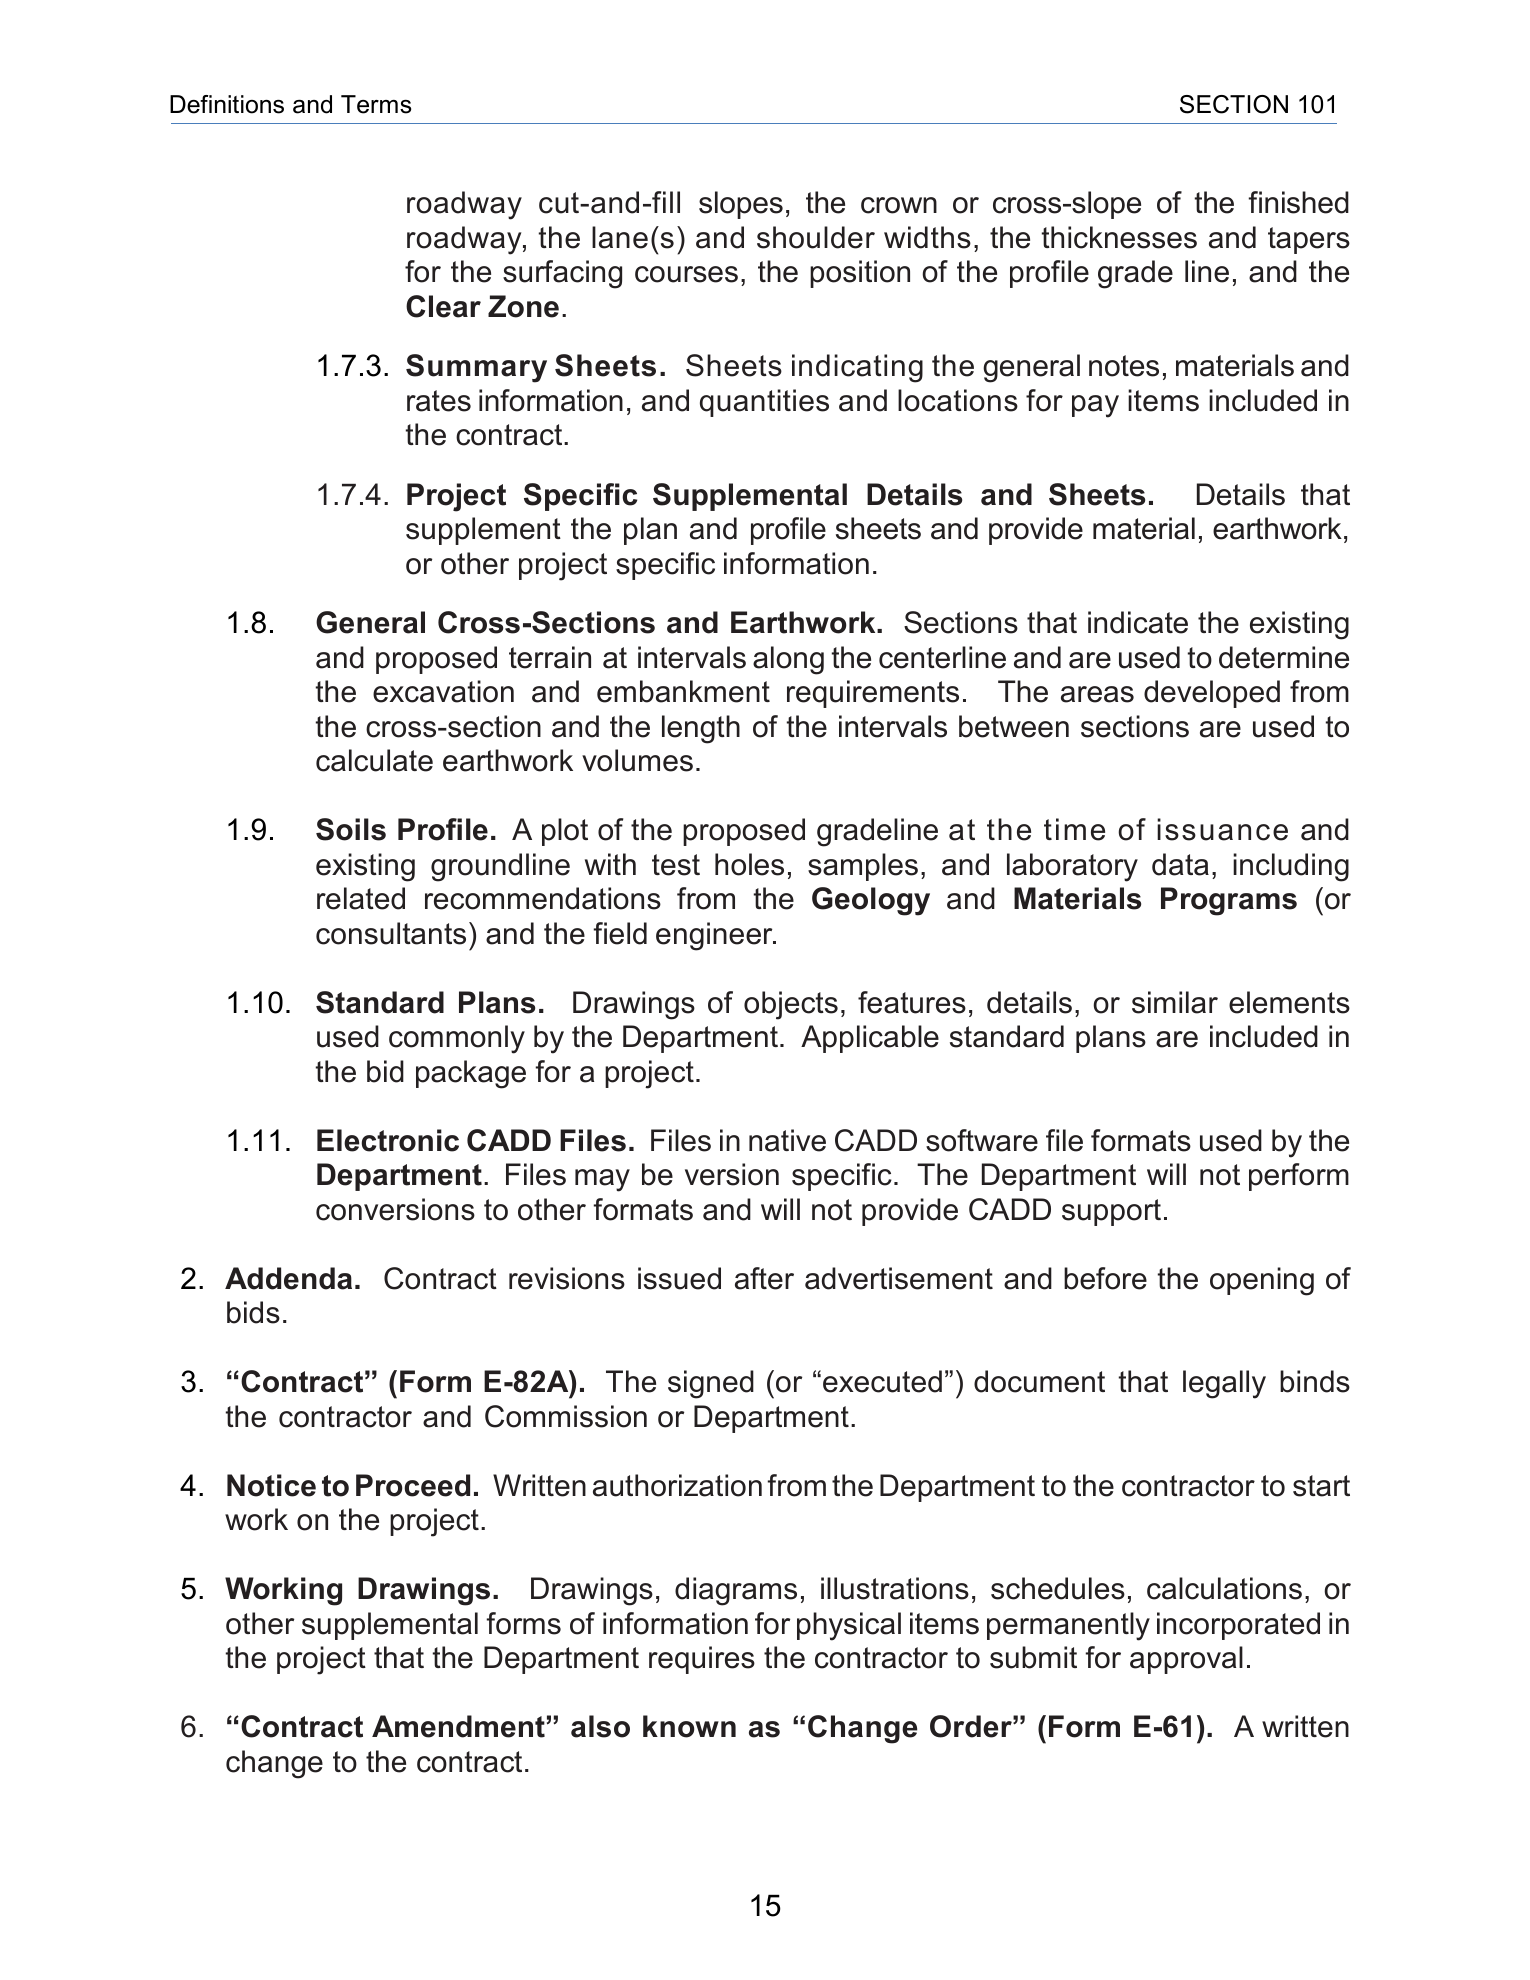 Definitions and Terms SECTION 101
roadway cut-and-fill slopes, the crown or cross-slope of the finished
roadway, the lane(s) and shoulder widths, the thicknesses and tapers
for the surfacing courses, the position of the profile grade line, and the
Clear Zone.
1.7.3. Summary Sheets. Sheets indicating the general notes, materials and
rates information, and quantities and locations for pay items included in
the contract.
1.7.4. Project Specific Supplemental Details and Sheets. Details that
supplement the plan and profile sheets and provide material, earthwork,
or other project specific information.
1.8. General Cross-Sections and Earthwork. Sections that indicate the existing
and proposed terrain at intervals along the centerline and are used to determine
the excavation and embankment requirements. The areas developed from
the cross-section and the length of the intervals between sections are used to
calculate earthwork volumes.
1.9. Soils Profile. A plot of the proposed gradeline at the time of issuance and
existing groundline with test holes, samples, and laboratory data, including
related recommendations from the Geology and Materials Programs (or
consultants) and the field engineer.
1.10. Standard Plans. Drawings of objects, features, details, or similar elements
used commonly by the Department. Applicable standard plans are included in
the bid package for a project.
1.11. Electronic CADD Files. Files in native CADD software file formats used by the
Department. Files may be version specific. The Department will not perform
conversions to other formats and will not provide CADD support.
2. Addenda. Contract revisions issued after advertisement and before the opening of
bids.
3. “Contract” (Form E-82A). The signed (or “executed”) document that legally binds
the contractor and Commission or Department.
4. Notice to Proceed. Written authorization from the Department to the contractor to start
work on the project.
5. Working Drawings. Drawings, diagrams, illustrations, schedules, calculations, or
other supplemental forms of information for physical items permanently incorporated in
the project that the Department requires the contractor to submit for approval.
6. “Contract Amendment” also known as “Change Order” (Form E-61). A written
change to the contract.
15